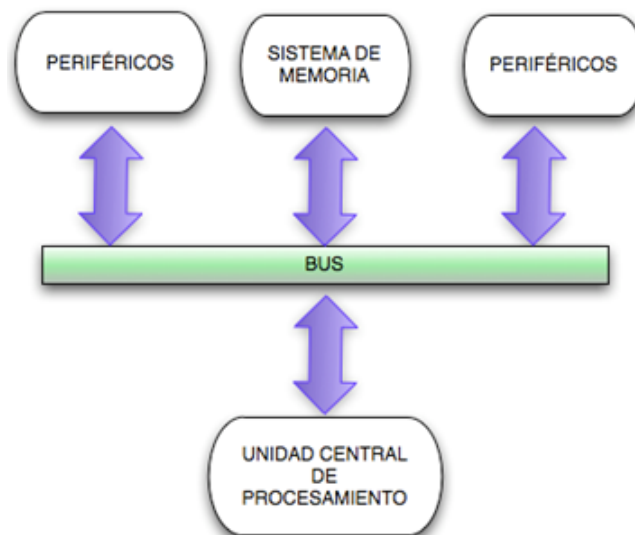 PERIFÉRICOS
SISTEMA DE
MEMORIA
PERIFÉRICOS
BUS
UNIDAD CENTRAL
DE
PROCESAMIENTO